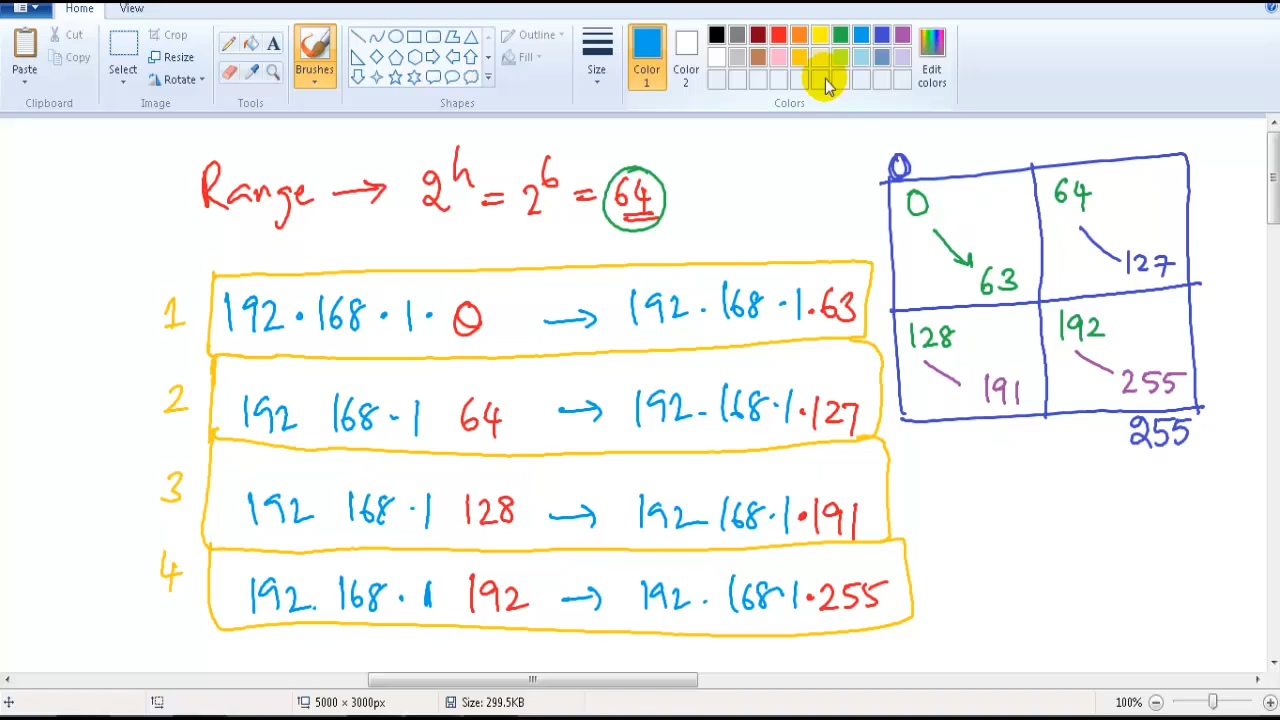 Home View
Paste
Cut
Copy
Clipboard
Select
Crop
Resize
Rotate
Image
A
Tools
Brushes
Shapes
Outline
Fill
Size
Color 1
Color 2
Edit colors
Colors
Range → 2^h = 2^6 = 64
1 192.168.1.0 → 192.168.1.63
2 192 168.1 64 → 192.168.1.127
3 192 168.1 128 → 192 168.1.191
4 192. 168.1 192 → 192. 168.1.255
0
0 64
63 127
128 192
191 255
255
5000 × 3000px
Size: 299.5KB
100%